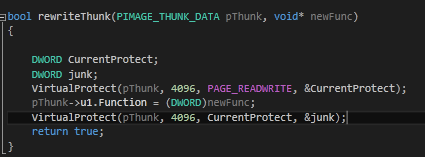 bool rewriteThunk(PIMAGE_THUNK_DATA pThunk, void* newFunc)
{
DWORD CurrentProtect;
DWORD junk;
VirtualProtect(pThunk, 4096, PAGE_READWRITE, &CurrentProtect);
pThunk->u1.Function = (DWORD)newFunc;
VirtualProtect(pThunk, 4096, CurrentProtect, &junk);
return true;
}